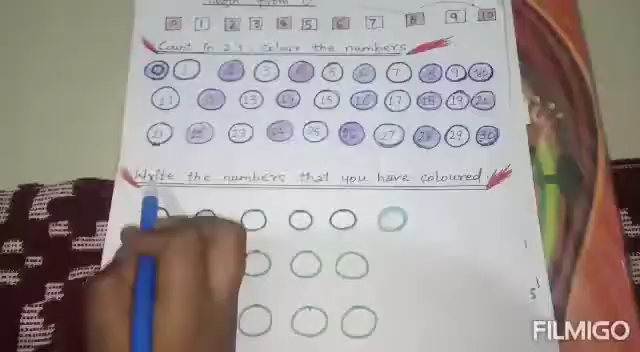 0 1 2 3 4 5 6 7 8 9 10
Count in 2's. Colour the numbers.
0 1 2 3 4 5 6 7 8 9 10
11 12 13 14 15 16 17 18 19 20
21 22 23 24 25 26 27 28 29 30
Write the numbers that you have coloured.
FILMIGO